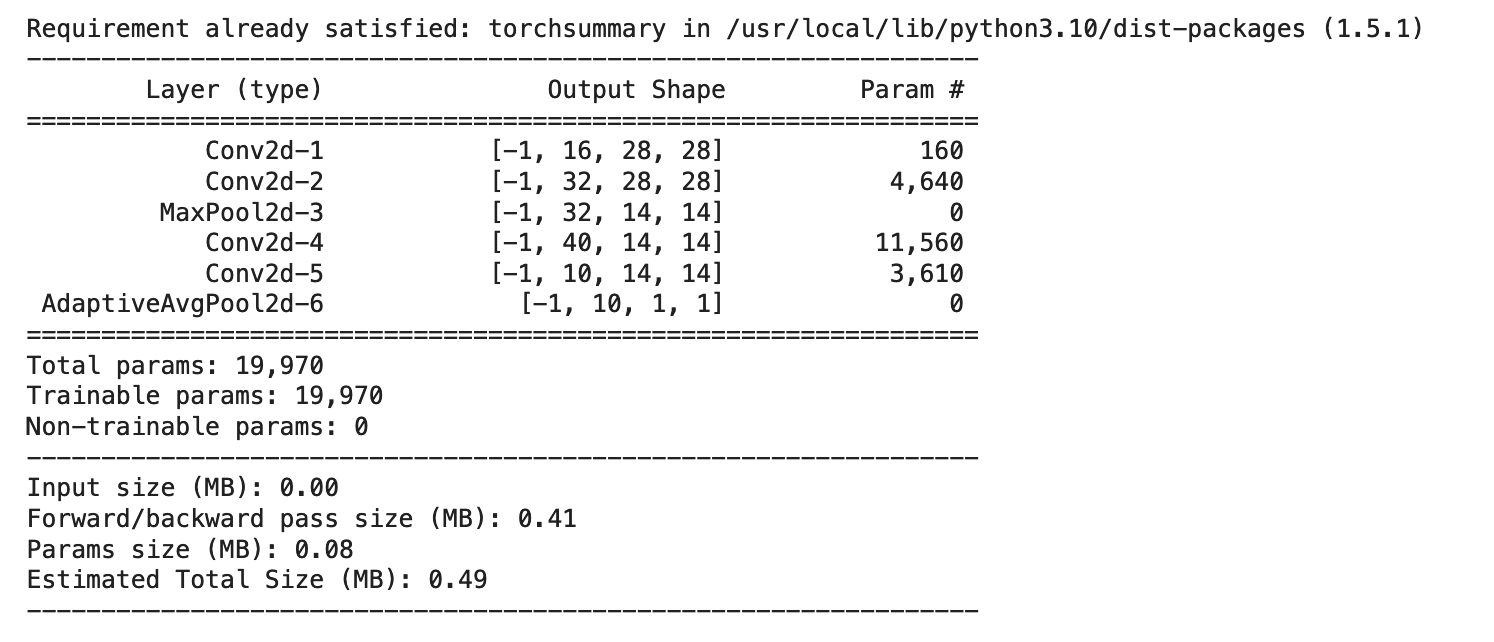 Requirement already satisfied: torchsummary in /usr/local/lib/python3.10/dist-packages (1.5.1)
----------------------------------------------------------------
        Layer (type)               Output Shape         Param #
================================================================
            Conv2d-1           [-1, 16, 28, 28]             160
            Conv2d-2           [-1, 32, 28, 28]           4,640
         MaxPool2d-3           [-1, 32, 14, 14]               0
            Conv2d-4           [-1, 40, 14, 14]          11,560
            Conv2d-5           [-1, 10, 14, 14]           3,610
 AdaptiveAvgPool2d-6             [-1, 10, 1, 1]               0
================================================================
Total params: 19,970
Trainable params: 19,970
Non-trainable params: 0
----------------------------------------------------------------
Input size (MB): 0.00
Forward/backward pass size (MB): 0.41
Params size (MB): 0.08
Estimated Total Size (MB): 0.49
----------------------------------------------------------------